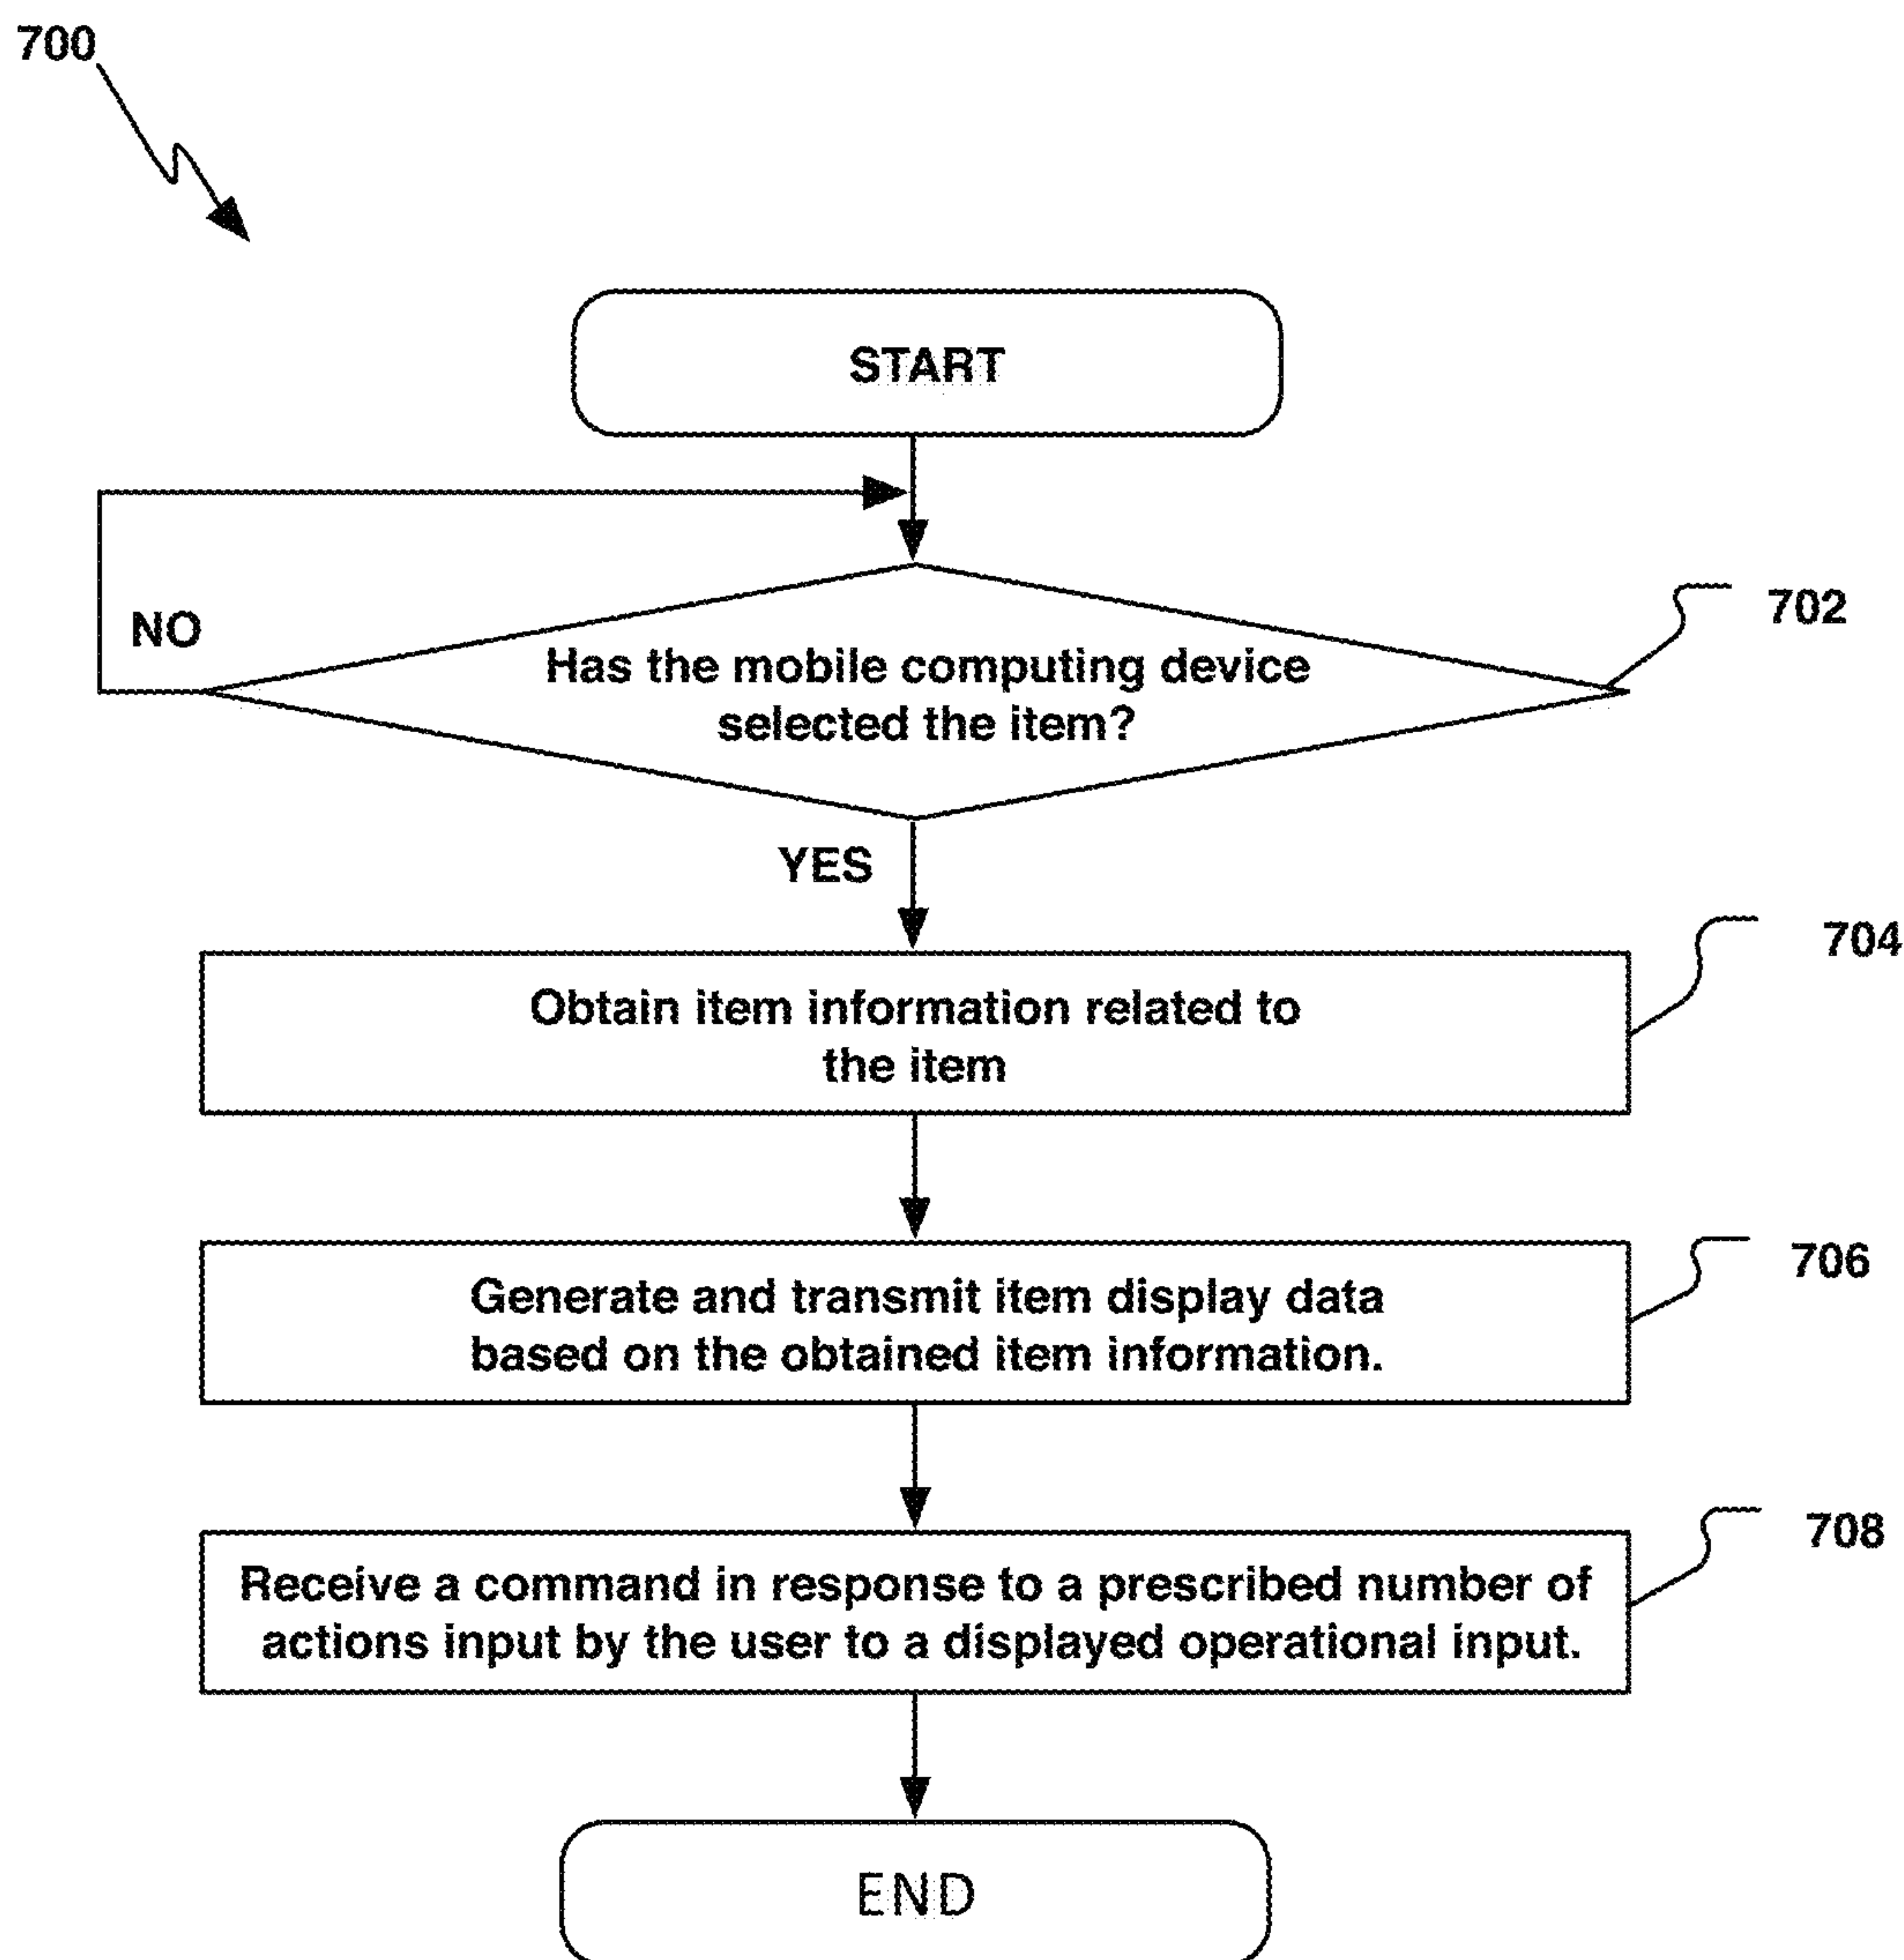 700
START
NO
Has the mobile computing device
selected the item?
702
YES
704
Obtain item information related to
the item
706
Generate and transmit item display data
based on the obtained item information.
708
Receive a command in response to a prescribed number of
actions input by the user to a displayed operational input.
END